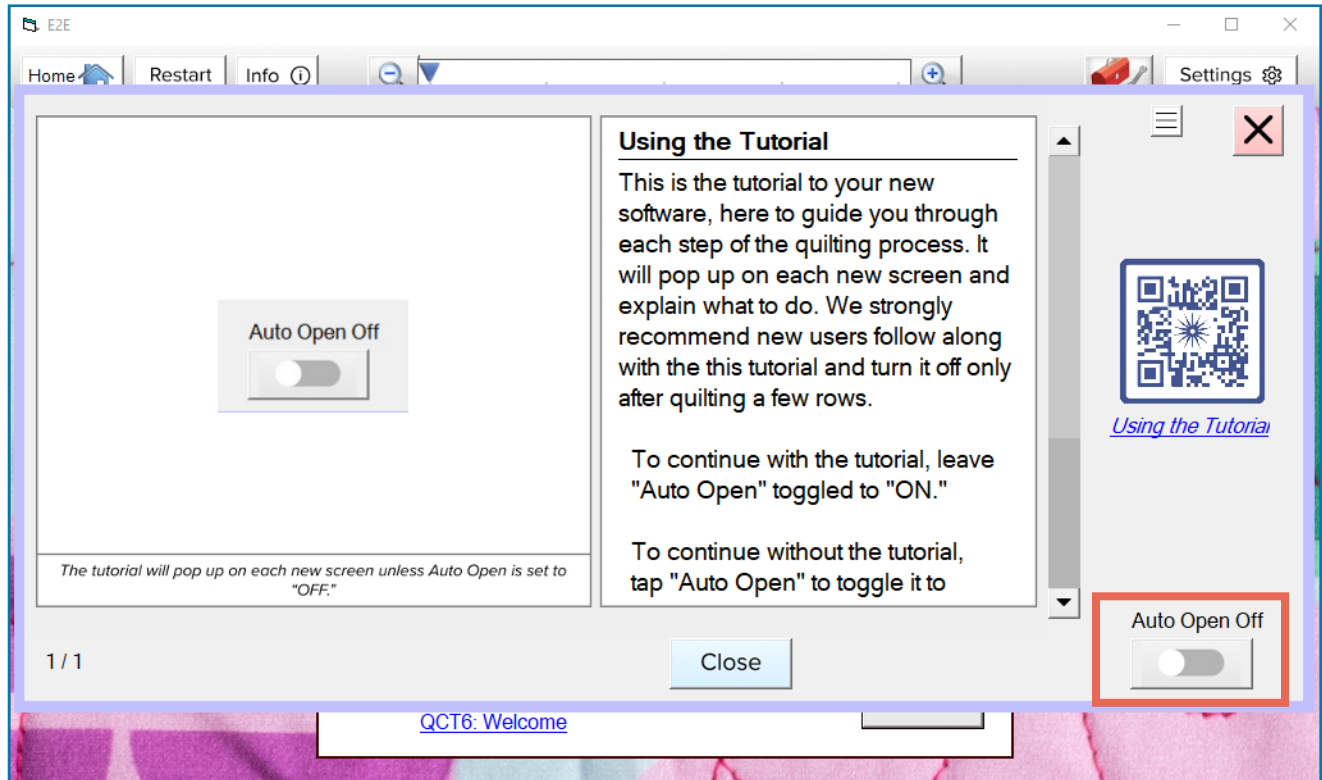 E2E
Home
Restart
Info
Settings
Auto Open Off
The tutorial will pop up on each new screen unless Auto Open is set to
“OFF.”
Using the Tutorial
This is the tutorial to your new
software, here to guide you through
each step of the quilting process. It
will pop up on each new screen and
explain what to do. We strongly
recommend new users follow along
with the this tutorial and turn it off only
after quilting a few rows.
To continue with the tutorial, leave
"Auto Open" toggled to "ON."
To continue without the tutorial,
tap "Auto Open" to toggle it to
Using the Tutorial
Auto Open Off
1 / 1
Close
QCT6: Welcome